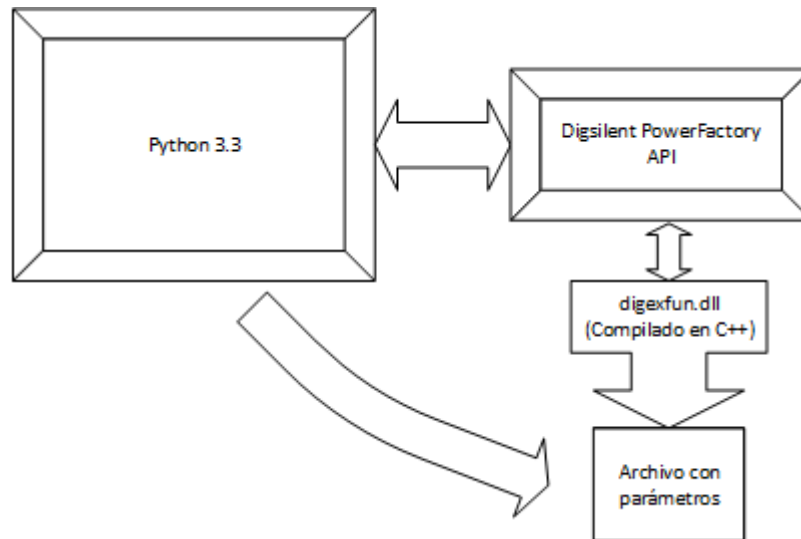 Python 3.3
Digsilent PowerFactory
API
digexfun.dll
(Compilado en C++)
Archivo con
parámetros